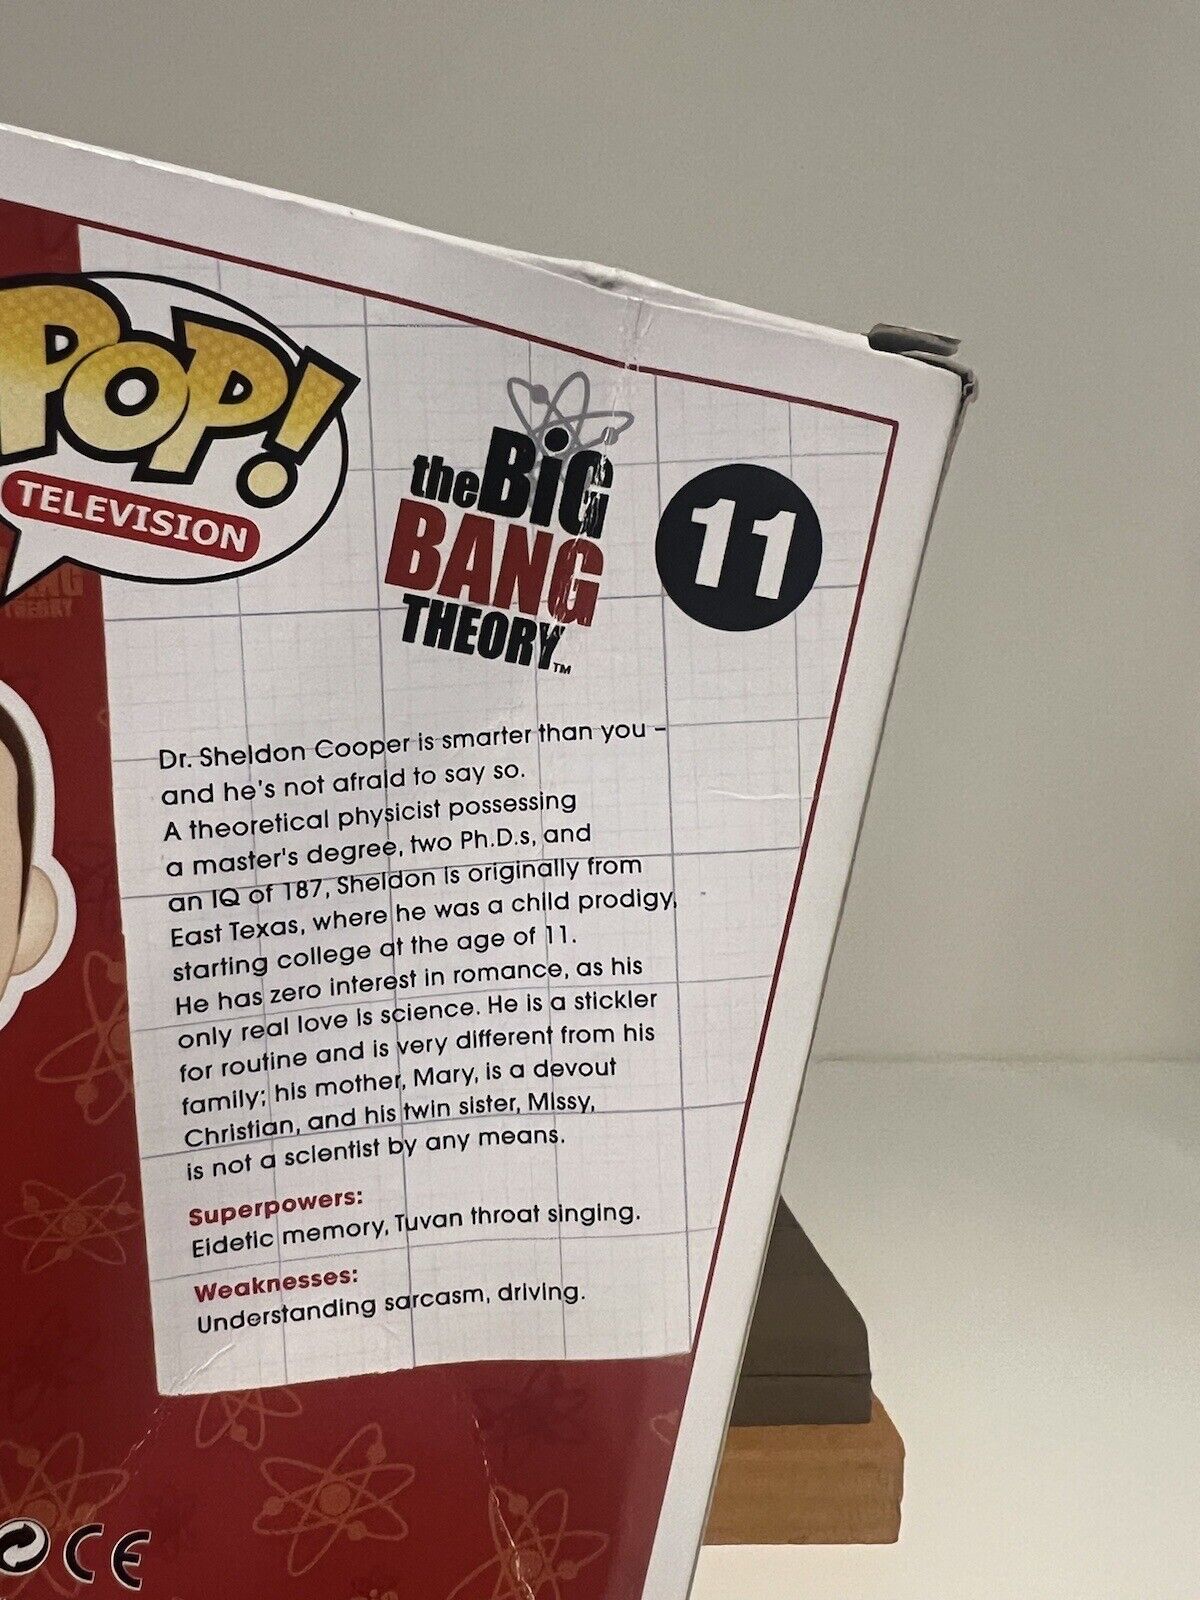 POP!
TELEVISION
the BiG
BANG
THEORY™
11
Dr. Sheldon Cooper is smarter than you –
and he's not afraid to say so.
A theoretical physicist possessing
a master's degree, two Ph.D.s, and
an IQ of 187, Sheldon is originally from
East Texas, where he was a child prodigy,
starting college at the age of 11.
He has zero interest in romance, as his
only real love is science. He is a stickler
for routine and is very different from his
family; his mother, Mary, is a devout
Christian, and his twin sister, Missy,
is not a scientist by any means.
Superpowers:
Eidetic memory, Tuvan throat singing.
Weaknesses:
Understanding sarcasm, driving.
CE